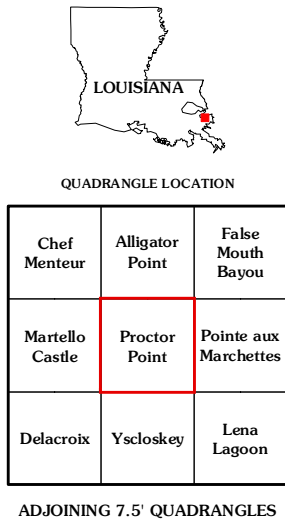 LOUISIANA
QUADRANGLE LOCATION
Chef
Menteur
Alligator
Point
False
Mouth
Bayou
Martello
Castle
Proctor
Point
Pointe aux
Marchettes
Delacroix
Yscloskey
Lena
Lagoon
ADJOINING 7.5' QUADRANGLES